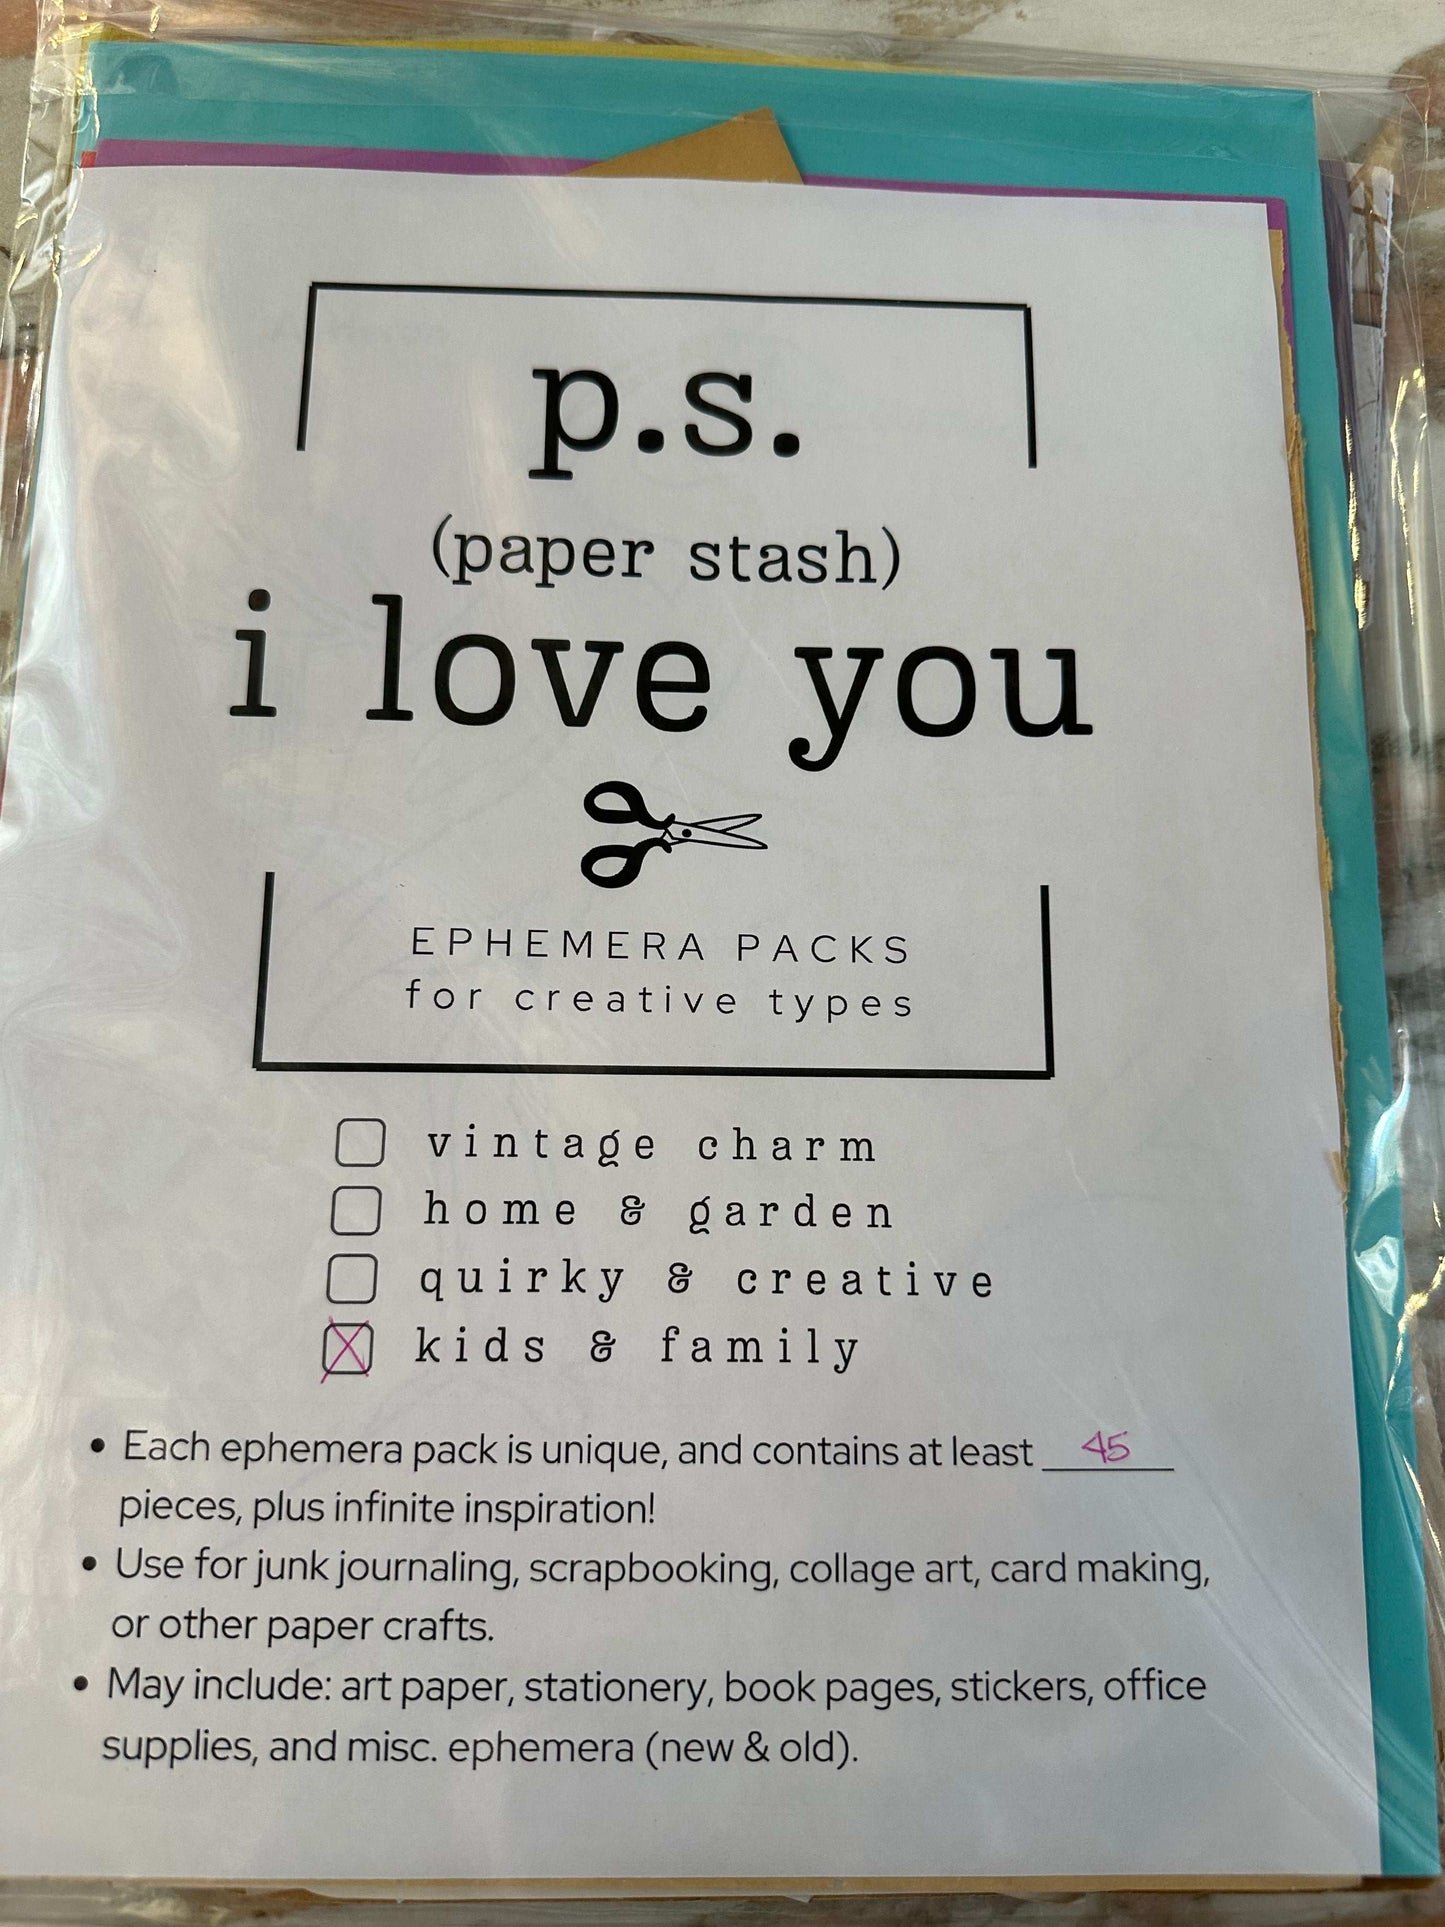 p.s.
(paper stash)
i love you
EPHEMERA PACKS
for creative types
vintage charm
home & garden
quirky & creative
kids & family
• Each ephemera pack is unique, and contains at least 45
pieces, plus infinite inspiration!
• Use for junk journaling, scrapbooking, collage art, card making,
or other paper crafts.
• May include: art paper, stationery, book pages, stickers, office
supplies, and misc. ephemera (new & old).